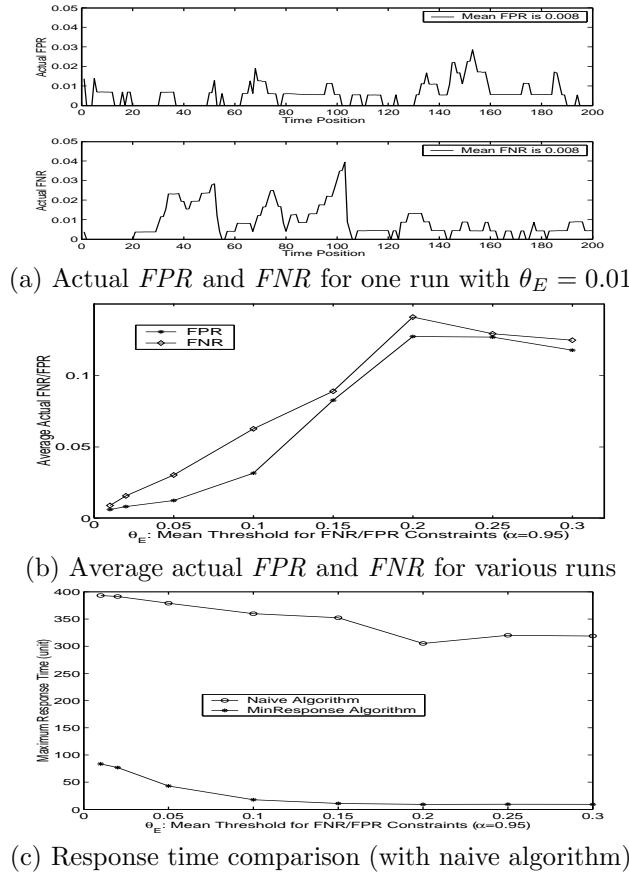 0.05
0.04
0.03
0.02
0.01
0
Actual FPR
Mean FPR is 0.008
0 20 40 60 80 100 120 140 160 180 200
Time Position
0.05
0.04
0.03
0.02
0.01
0
Actual FNR
Mean FNR is 0.008
0 20 40 60 80 100 120 140 160 180 200
Time Position
(a) Actual FPR and FNR for one run with θ_E = 0.01
Average Actual FNR/FPR
FPR
FNR
0.1
0.05
0
0 0.05 0.1 0.15 0.2 0.25 0.3
θ_E: Mean Threshold for FNR/FPR Constraints (α=0.95)
(b) Average actual FPR and FNR for various runs
400
350
300
250
200
150
100
50
0
Maximum Response Time (unit)
Naive Algorithm
MinResponse Algorithm
0 0.05 0.1 0.15 0.2 0.25 0.3
θ_E: Mean Threshold for FNR/FPR Constraints (α=0.95)
(c) Response time comparison (with naive algorithm)